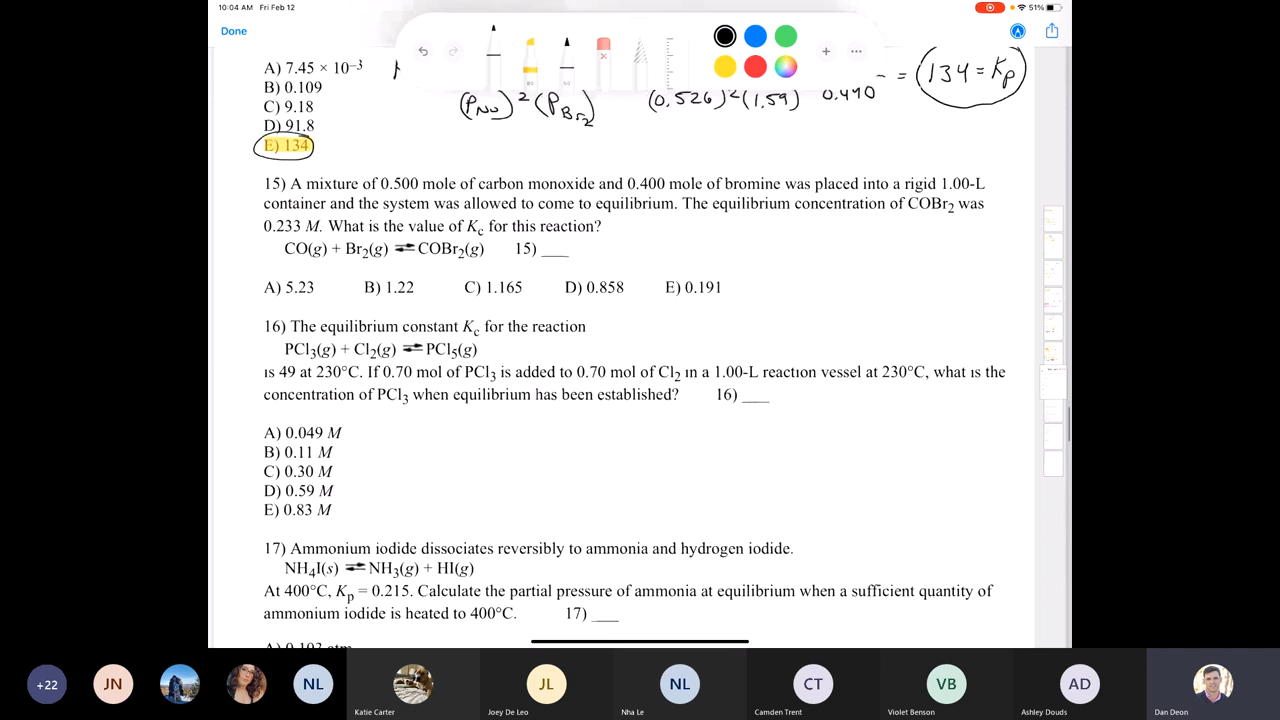 10:04 AM Fri Feb 12
51%
Done
A) 7.45 × 10⁻³
B) 0.109
C) 9.18
D) 91.8
E) 134
(P_NO)² (P_Br₂)
(0.526)² (1.59)
0.440
= 134 = Kp
15) A mixture of 0.500 mole of carbon monoxide and 0.400 mole of bromine was placed into a rigid 1.00-L
container and the system was allowed to come to equilibrium. The equilibrium concentration of COBr₂ was
0.233 M. What is the value of Kc for this reaction?
CO(g) + Br₂(g) ⇌ COBr₂(g) 15) ___
A) 5.23 B) 1.22 C) 1.165 D) 0.858 E) 0.191
16) The equilibrium constant Kc for the reaction
PCl₃(g) + Cl₂(g) ⇌ PCl₅(g)
is 49 at 230°C. If 0.70 mol of PCl₃ is added to 0.70 mol of Cl₂ in a 1.00-L reaction vessel at 230°C, what is the
concentration of PCl₃ when equilibrium has been established? 16) ___
A) 0.049 M
B) 0.11 M
C) 0.30 M
D) 0.59 M
E) 0.83 M
17) Ammonium iodide dissociates reversibly to ammonia and hydrogen iodide.
NH₄I(s) ⇌ NH₃(g) + HI(g)
At 400°C, Kp = 0.215. Calculate the partial pressure of ammonia at equilibrium when a sufficient quantity of
ammonium iodide is heated to 400°C. 17) ___
+22
JN
NL
JL
NL
CT
VB
AD
Katie Carter
Joey De Leo
Nha Le
Camden Trent
Violet Benson
Ashley Douds
Dan Deon